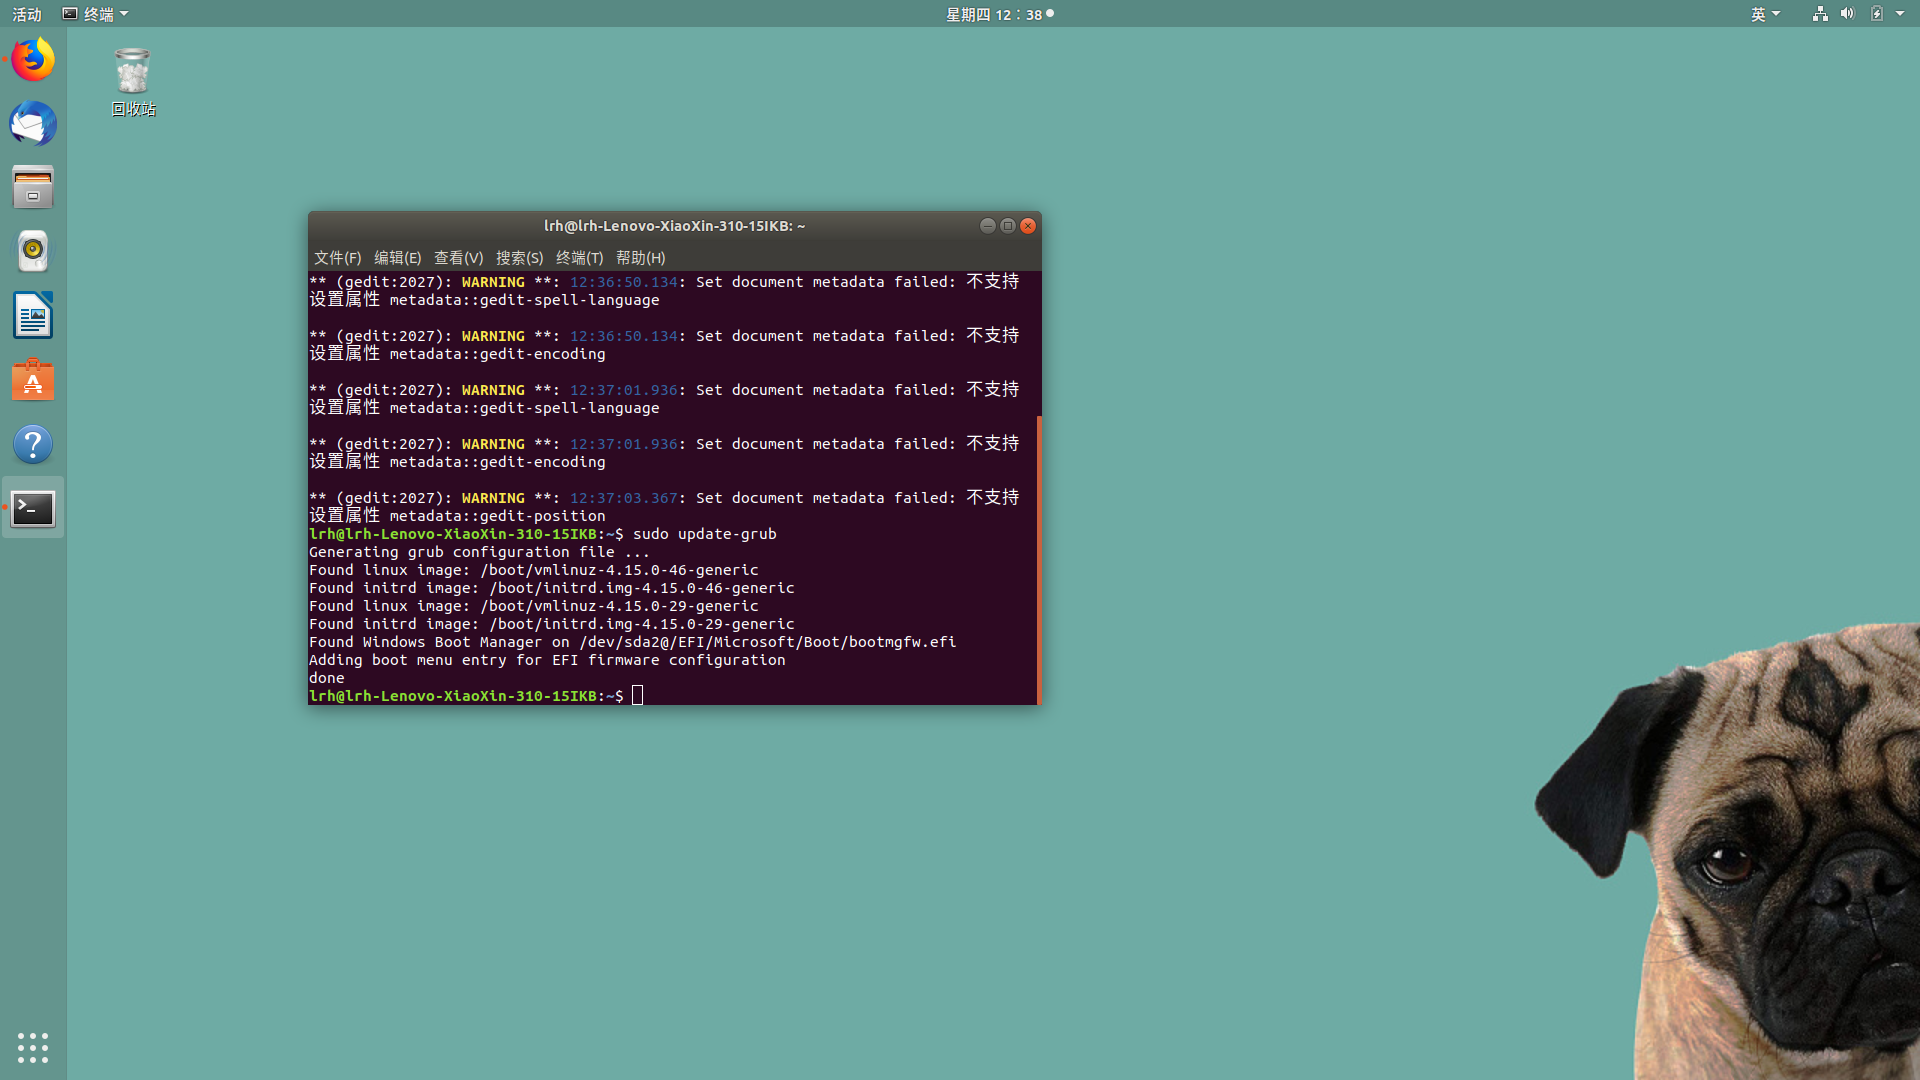 活动 终端 星期四 12：38 英
回收站
lrh@lrh-Lenovo-XiaoXin-310-15IKB: ~
文件(F) 编辑(E) 查看(V) 搜索(S) 终端(T) 帮助(H)
** (gedit:2027): WARNING **: 12:36:50.134: Set document metadata failed: 不支持
设置属性 metadata::gedit-spell-language
** (gedit:2027): WARNING **: 12:36:50.134: Set document metadata failed: 不支持
设置属性 metadata::gedit-encoding
** (gedit:2027): WARNING **: 12:37:01.936: Set document metadata failed: 不支持
设置属性 metadata::gedit-spell-language
** (gedit:2027): WARNING **: 12:37:01.936: Set document metadata failed: 不支持
设置属性 metadata::gedit-encoding
** (gedit:2027): WARNING **: 12:37:03.367: Set document metadata failed: 不支持
设置属性 metadata::gedit-position
lrh@lrh-Lenovo-XiaoXin-310-15IKB:~$ sudo update-grub
Generating grub configuration file ...
Found linux image: /boot/vmlinuz-4.15.0-46-generic
Found initrd image: /boot/initrd.img-4.15.0-46-generic
Found linux image: /boot/vmlinuz-4.15.0-29-generic
Found initrd image: /boot/initrd.img-4.15.0-29-generic
Found Windows Boot Manager on /dev/sda2@/EFI/Microsoft/Boot/bootmgfw.efi
Adding boot menu entry for EFI firmware configuration
done
lrh@lrh-Lenovo-XiaoXin-310-15IKB:~$